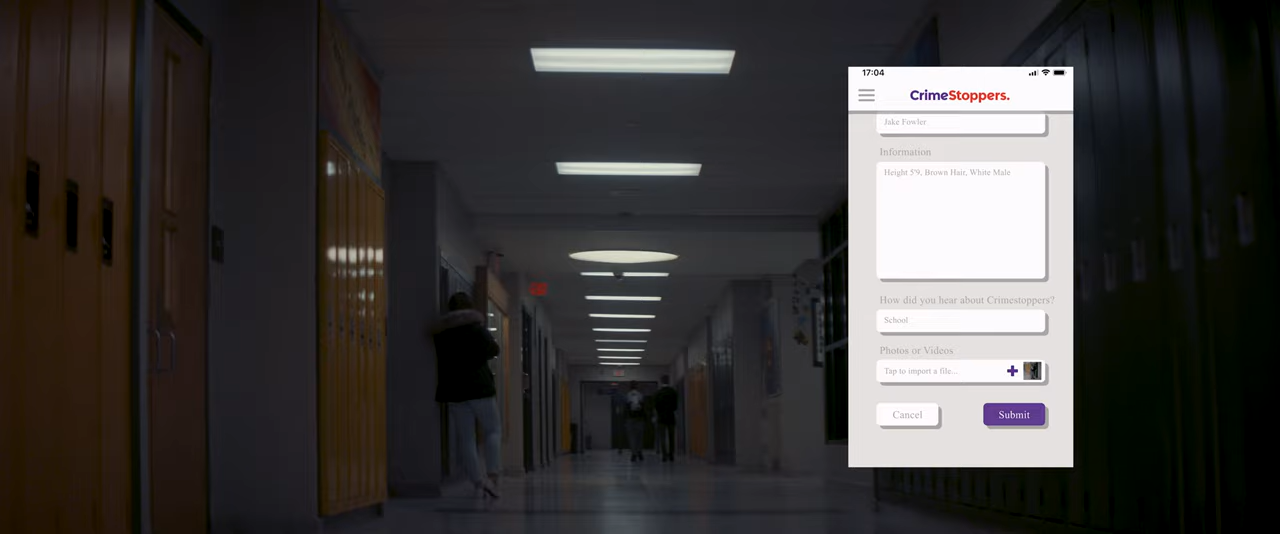 17:04
CrimeStoppers.
Jake Fowler
Information
Height 5'9, Brown Hair, White Male
How did you hear about Crimestoppers?
School
Photos or Videos
Tap to import a file...
Cancel
Submit